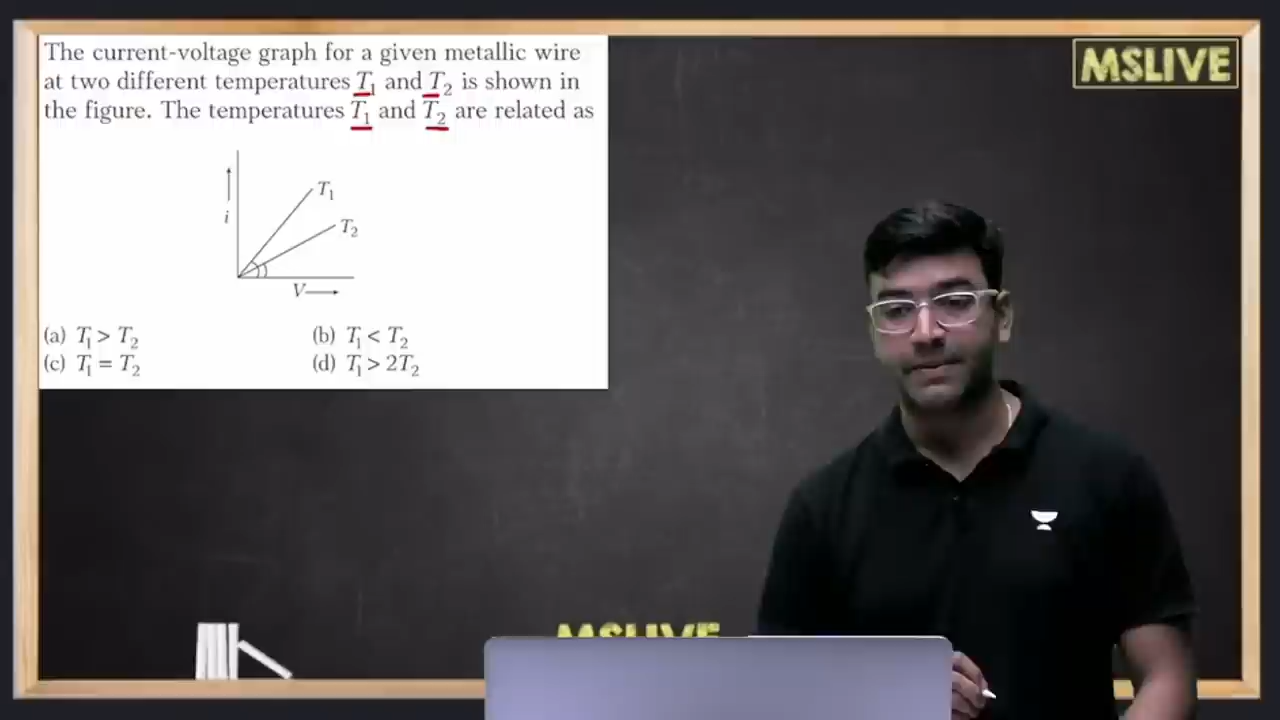 The current-voltage graph for a given metallic wire
at two different temperatures T₁ and T₂ is shown in
the figure. The temperatures T₁ and T₂ are related as
T₁
i
T₂
V
(a) T₁ > T₂
(b) T₁ < T₂
(c) T₁ = T₂
(d) T₁ > 2T₂
MSLIVE
MSLIVE